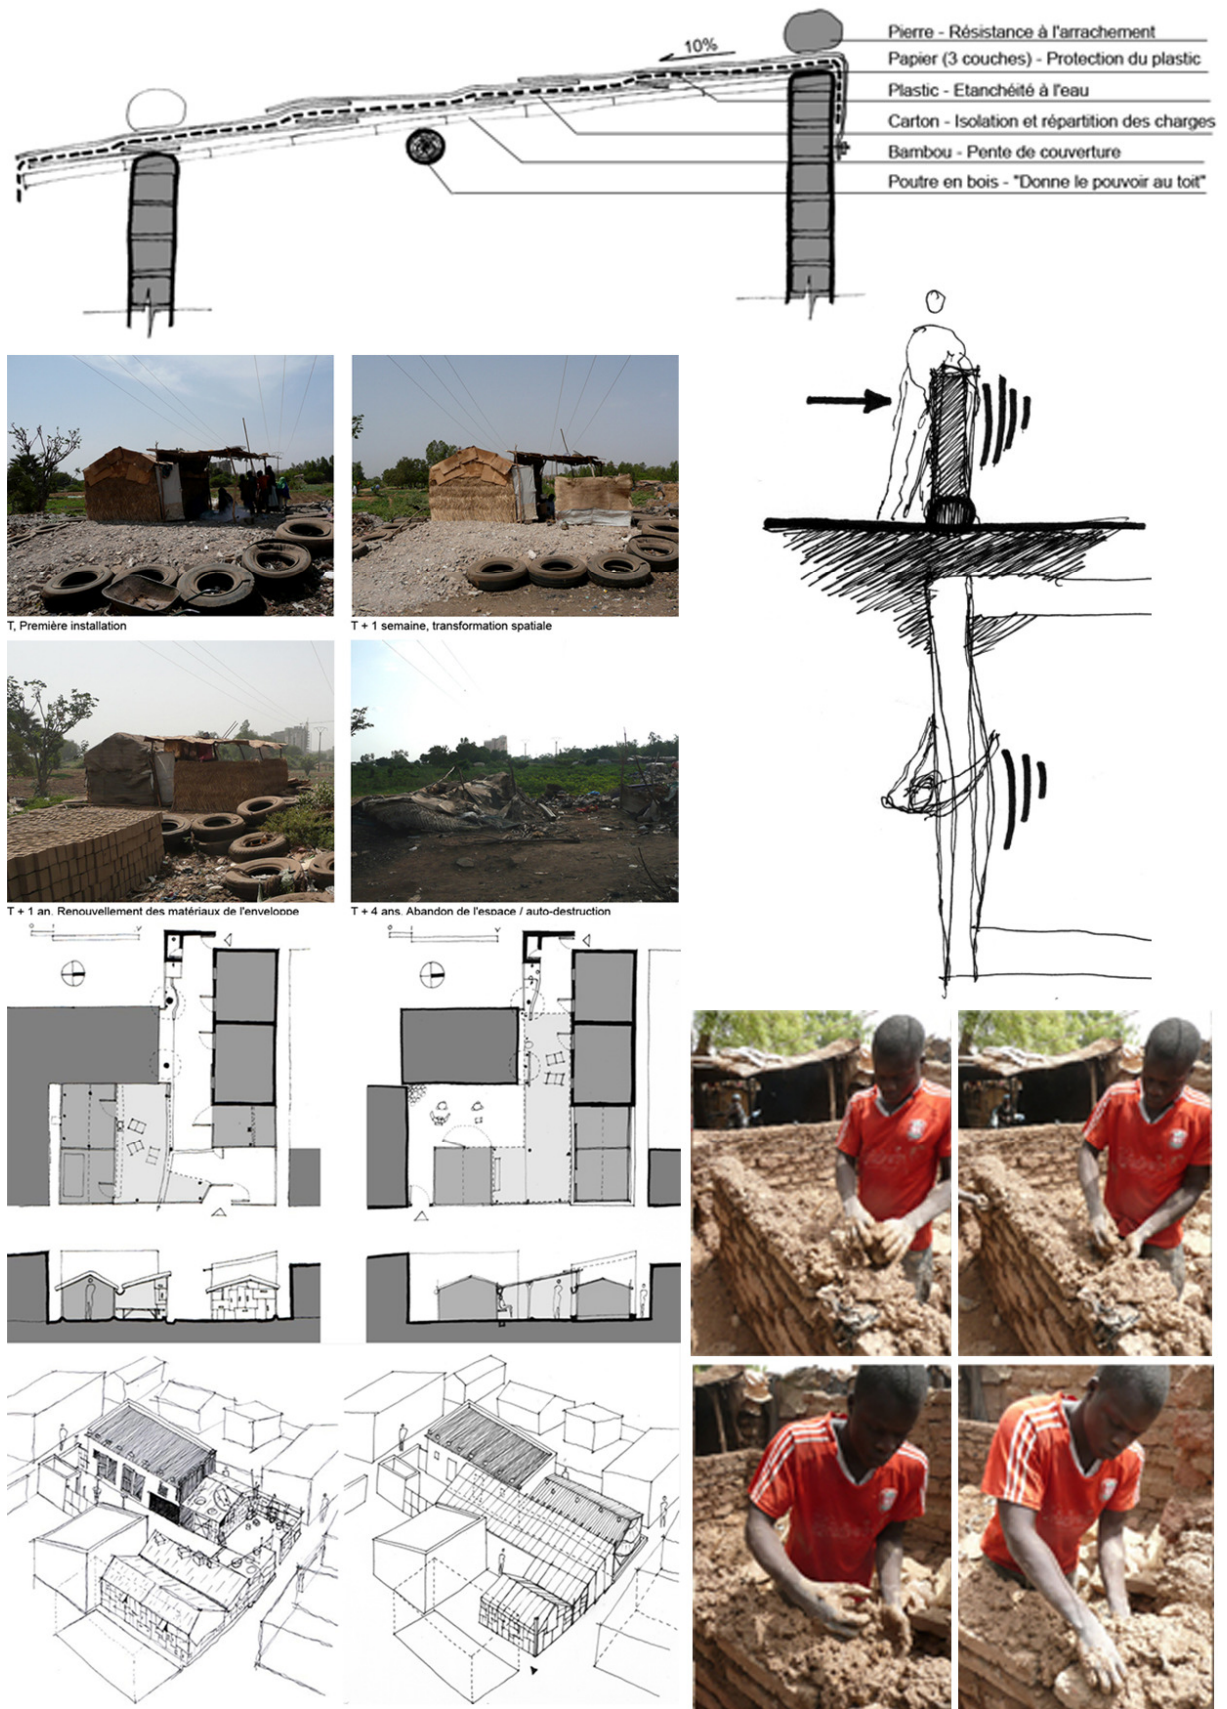 Pierre - Résistance à l'arrachement
10%
Papier (3 couches) - Protection du plastic
Plastic - Etanchéité à l'eau
Carton - Isolation et répartition des charges
Bambou - Pente de couverture
Poutre en bois - "Donne le pouvoir au toit"
T, Première installation
T + 1 semaine, transformation spatiale
T + 1 an, Renouvellement des matériaux de l'enveloppe
T + 4 ans, Abandon de l'espace / auto-destruction